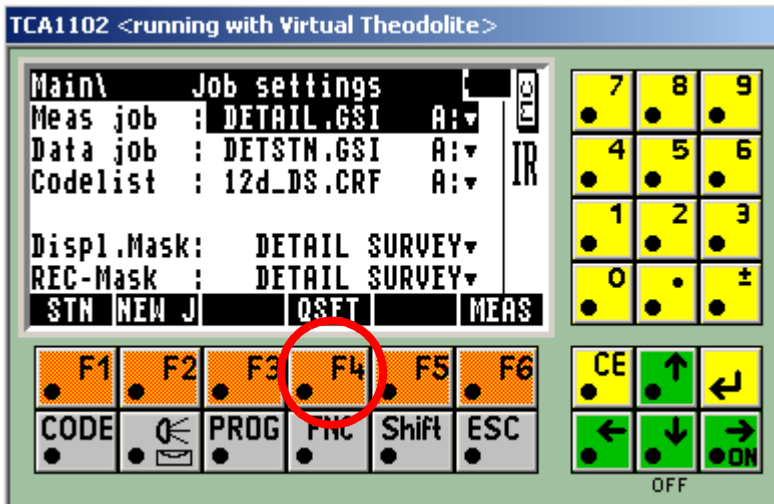 TCA1102 <running with Virtual Theodolite>
Main\ Job settings
Meas job : DETAIL.GSI A:▾
Data job : DETSTN.GSI A:▾
Codelist : 12d_DS.CRF A:▾
IR
Displ.Mask: DETAIL SURVEY▾
REC-Mask : DETAIL SURVEY▾
STN NEW J QSET MEAS
F1 F2 F3 F4 F5 F6
CODE PROG FNC Shift ESC
7 8 9
4 5 6
1 2 3
0 . ±
CE ↑ ↵
← ↓ → ON
OFF